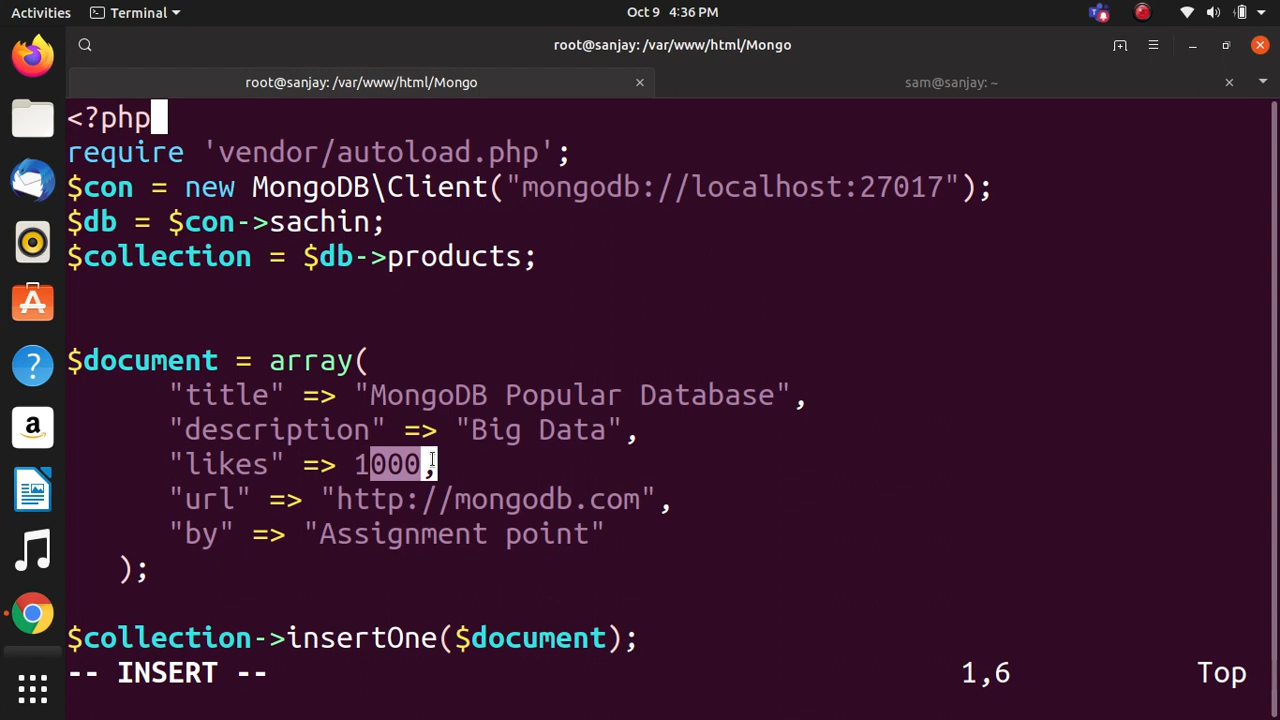 Activities
Terminal
Oct 9 4:36 PM
root@sanjay: /var/www/html/Mongo
root@sanjay: /var/www/html/Mongo
sam@sanjay: ~
<?php
require 'vendor/autoload.php';
$con = new MongoDB\Client("mongodb://localhost:27017");
$db = $con->sachin;
$collection = $db->products;
$document = array(
"title" => "MongoDB Popular Database",
"description" => "Big Data",
"likes" => 1000,
"url" => "http://mongodb.com",
"by" => "Assignment point"
);
$collection->insertOne($document);
-- INSERT -- 1,6 Top